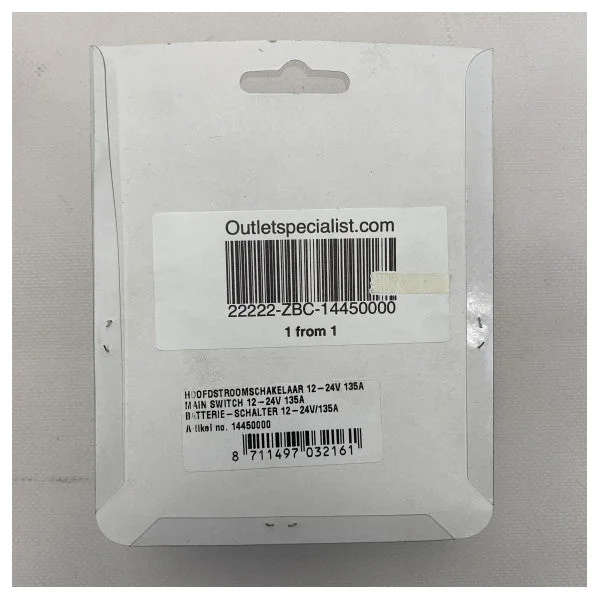 Outletspecialist.com
22222-ZBC-14450000
1 from 1
HOOFDSTROOMSCHAKELAAR 12-24V 135A
MAIN SWITCH 12-24V 135A
BATTERIE-SCHALTER 12-24V/135A
Artikel no. 14450000
8 711497 032161